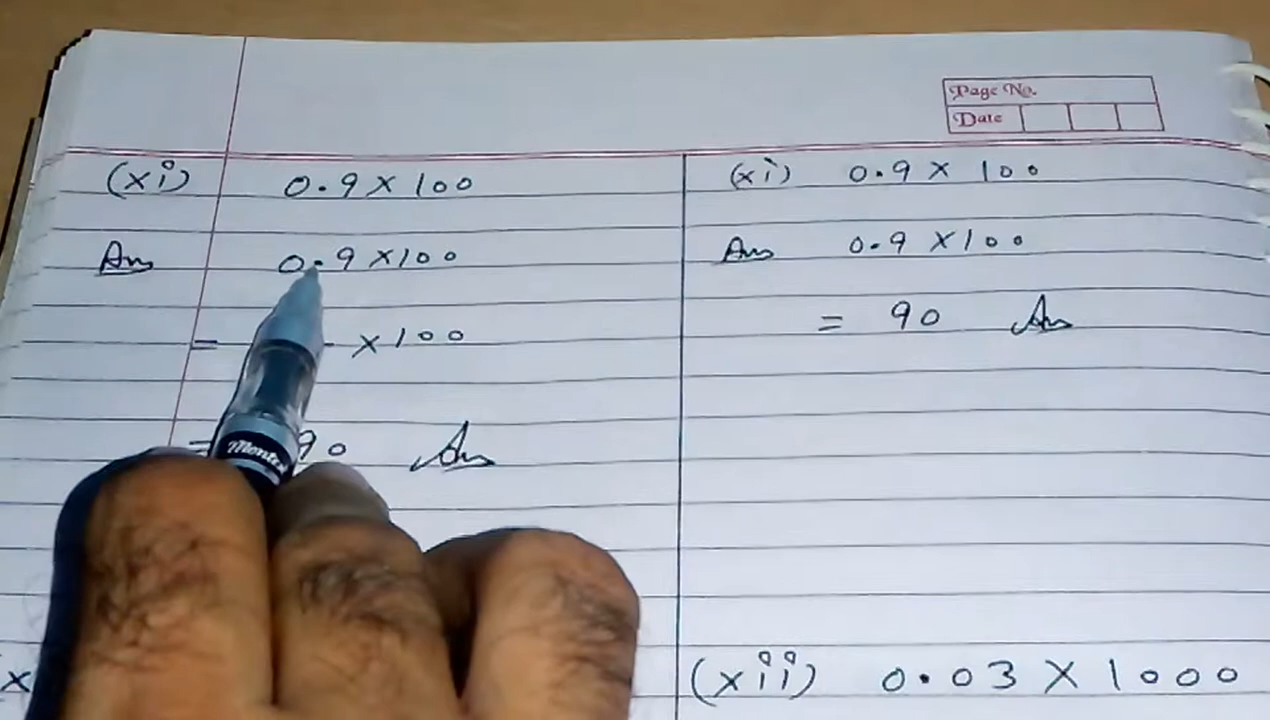 Page No.
Date
(xi) 0.9 × 100
Ans 0.9 × 100
= × 100
= 90 Ans
(xi) 0.9 × 100
Ans 0.9 × 100
= 90 Ans
(xii) 0.03 × 1000
Montex